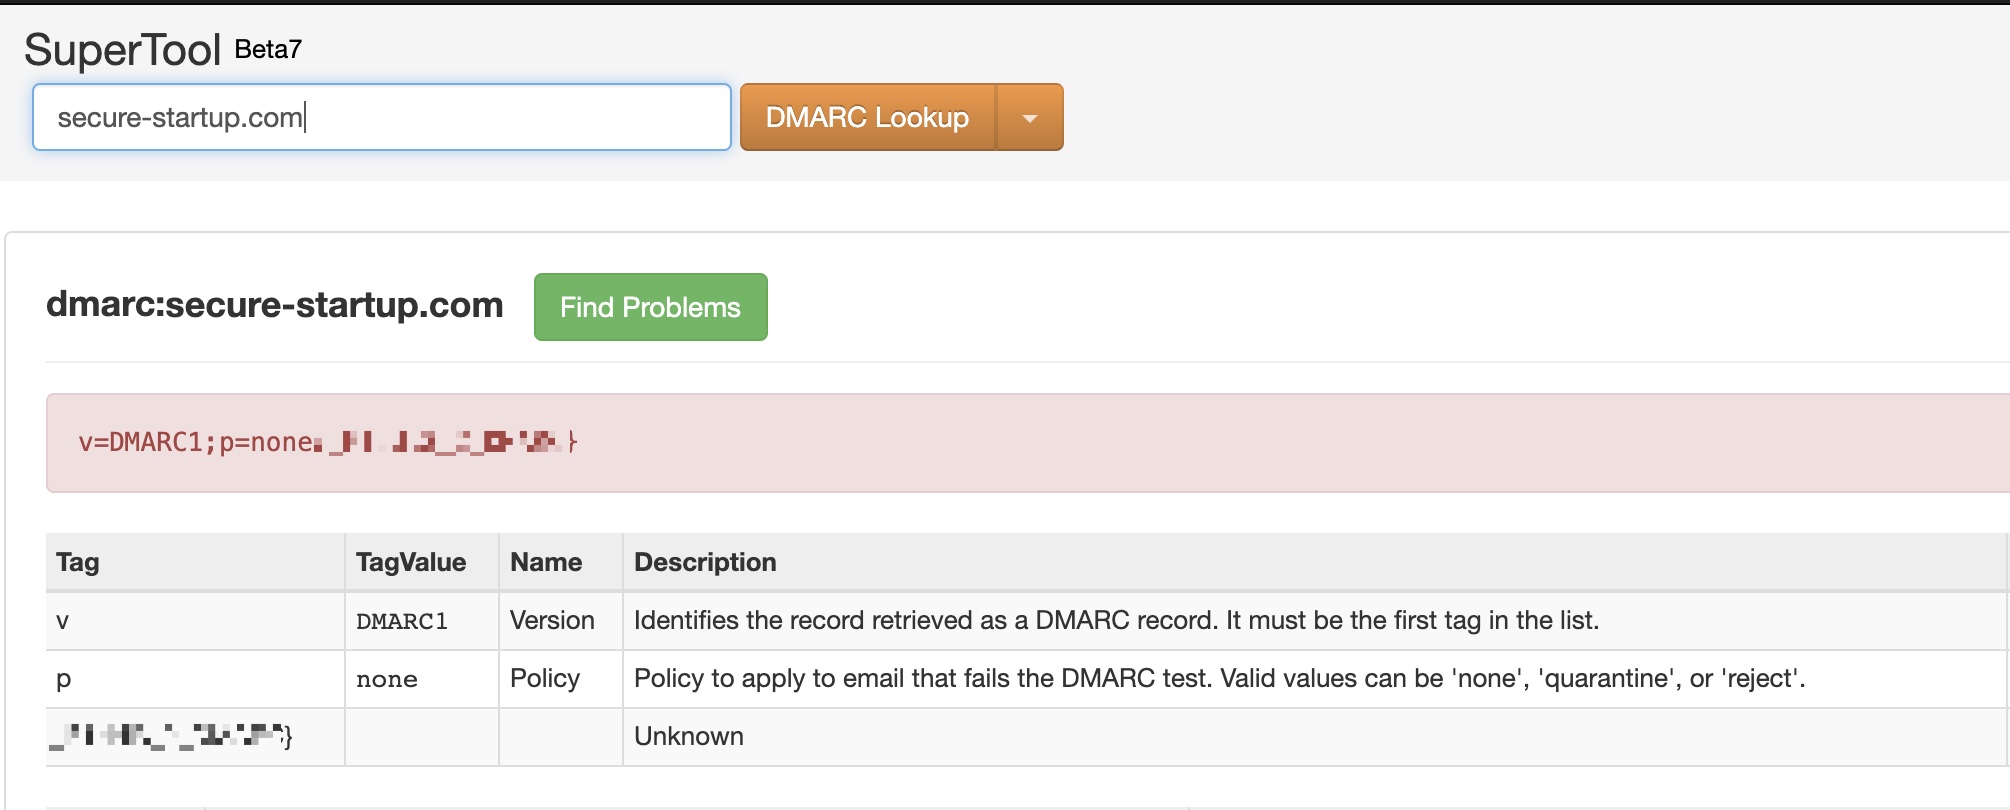 SuperTool Beta7
secure-startup.com
DMARC Lookup
dmarc:secure-startup.com
Find Problems
v=DMARC1;p=none }
Tag TagValue Name Description
v DMARC1 Version Identifies the record retrieved as a DMARC record. It must be the first tag in the list.
p none Policy Policy to apply to email that fails the DMARC test. Valid values can be 'none', 'quarantine', or 'reject'.
} Unknown